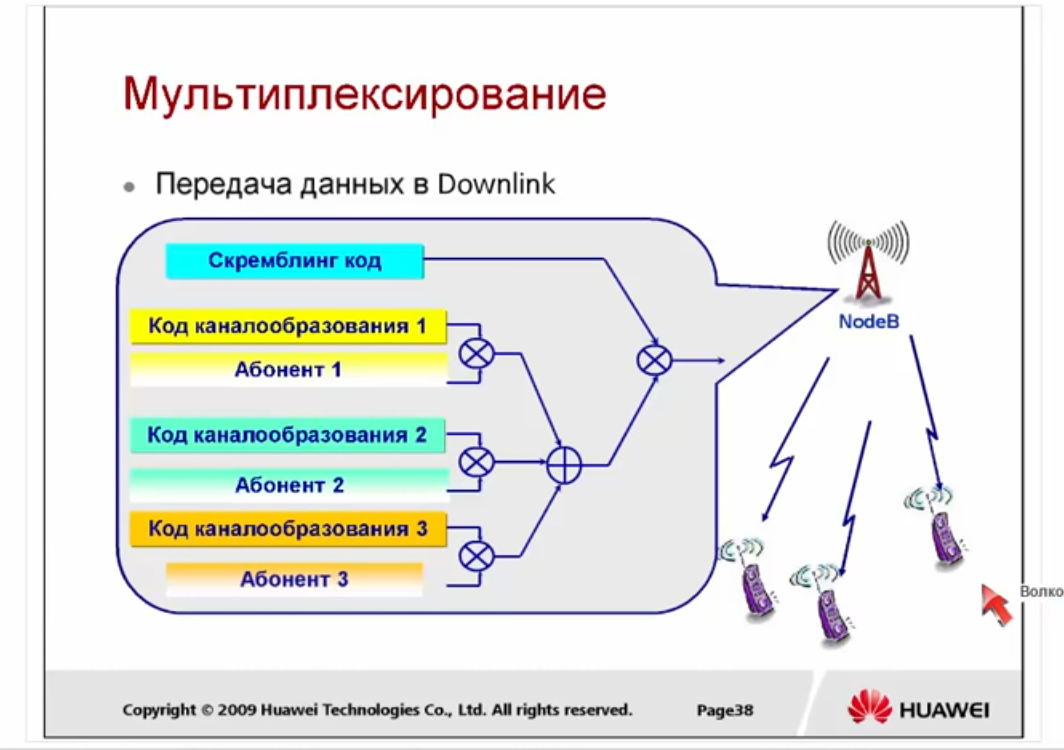 Мультиплексирование
Передача данных в Downlink
Скремблинг код
Код каналообразования 1
Абонент 1
Код каналообразования 2
Абонент 2
Код каналообразования 3
Абонент 3
NodeB
Волко
Copyright © 2009 Huawei Technologies Co., Ltd. All rights reserved.
Page38
HUAWEI